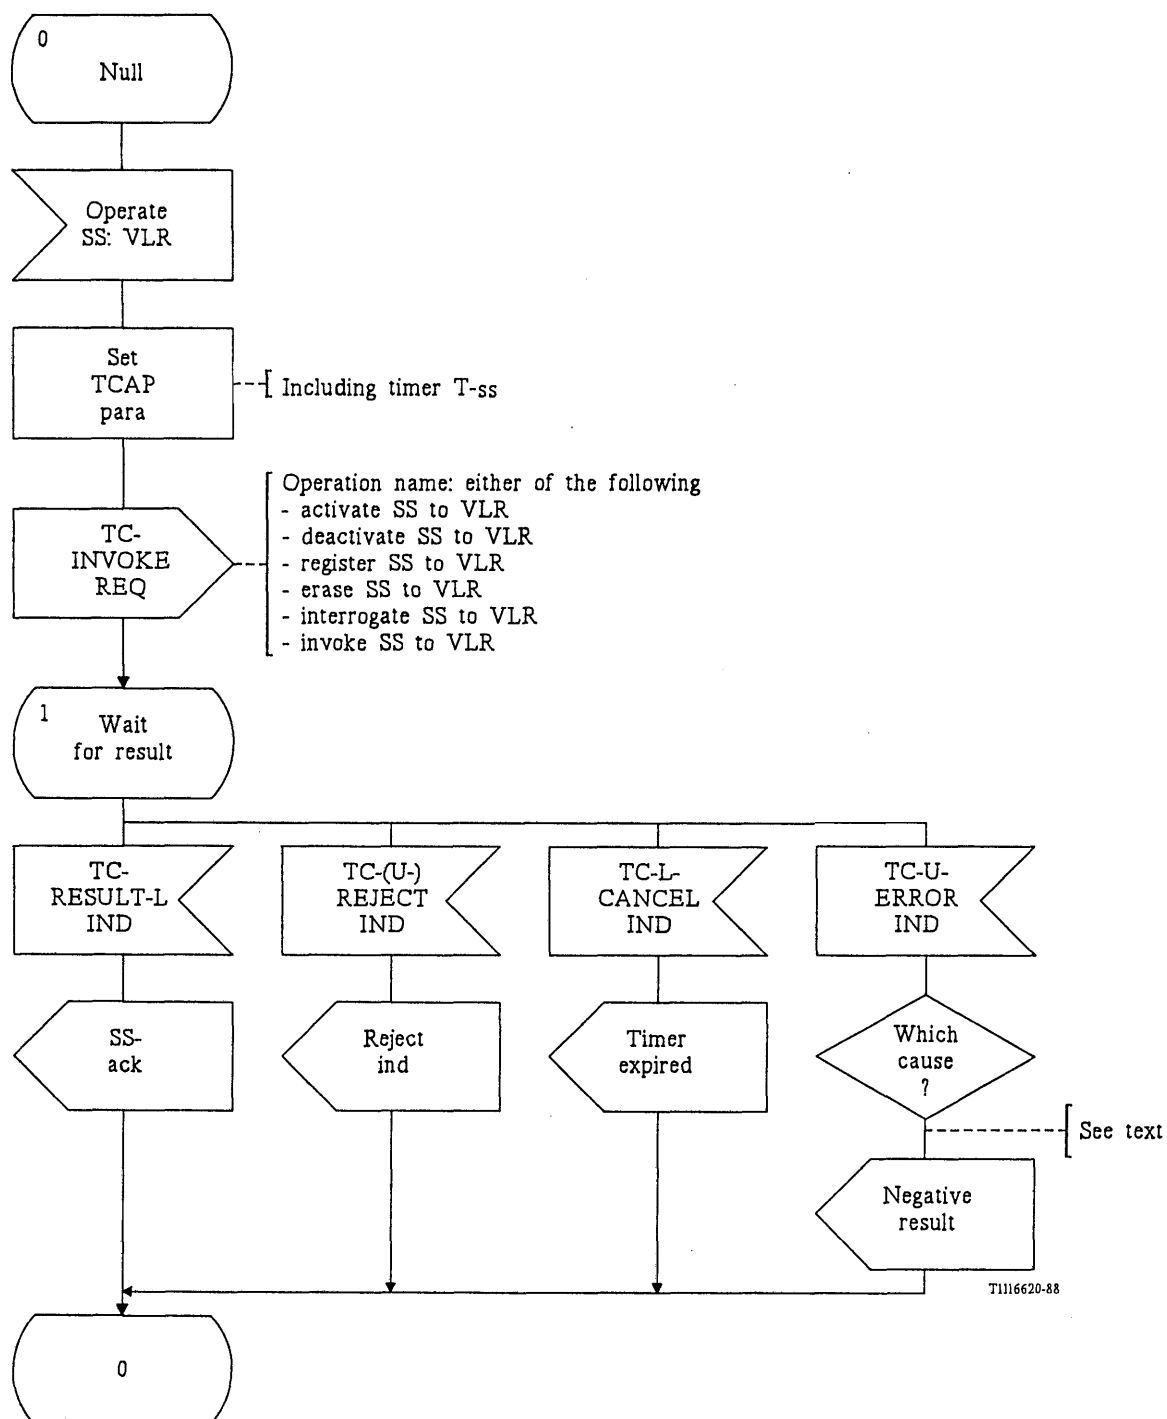 0
Null
Operate
SS: VLR
Set
TCAP
para
Including timer T-ss
TC-
INVOKE
REQ
Operation name: either of the following
- activate SS to VLR
- deactivate SS to VLR
- register SS to VLR
- erase SS to VLR
- interrogate SS to VLR
- invoke SS to VLR
1
Wait
for result
TC-
RESULT-L
IND
TC-(U-)
REJECT
IND
TC-L-
CANCEL
IND
TC-U-
ERROR
IND
SS-
ack
Reject
ind
Timer
expired
Which
cause
?
See text
Negative
result
T1116620-88
0